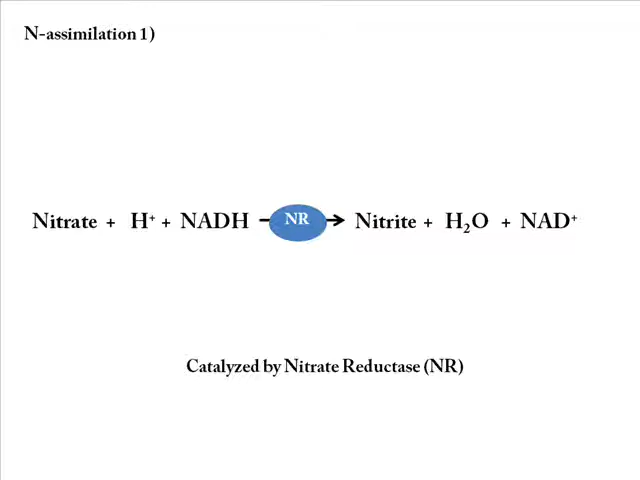 N-assimilation 1)
Nitrate + H⁺ + NADH NR Nitrite + H₂O + NAD⁺
Catalyzed by Nitrate Reductase (NR)